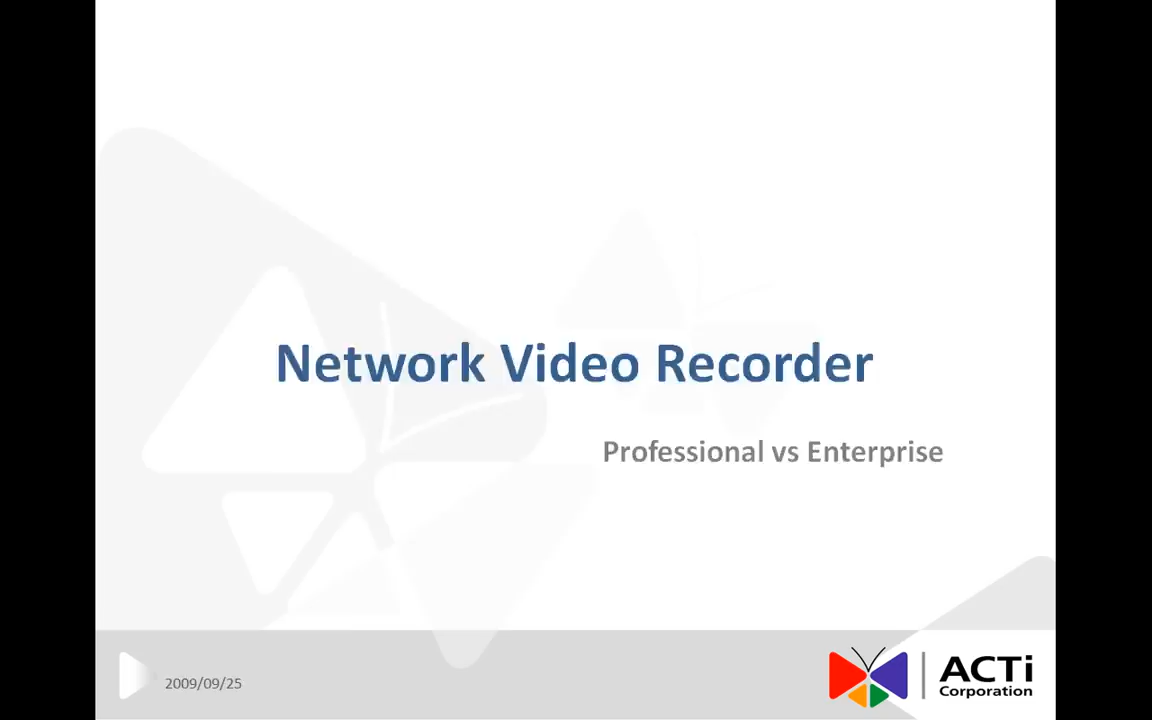 Network Video Recorder
Professional vs Enterprise
2009/09/25
ACTi
Corporation